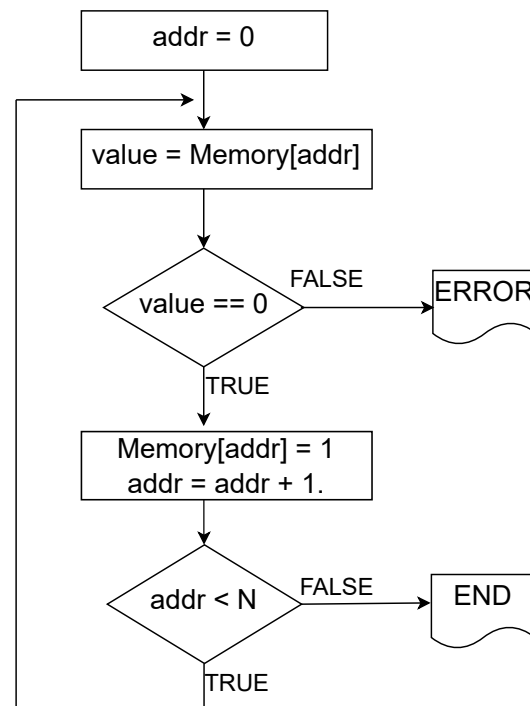 addr = 0
value = Memory[addr]
value == 0
FALSE
ERROR
TRUE
Memory[addr] = 1
addr = addr + 1.
addr < N
FALSE
END
TRUE